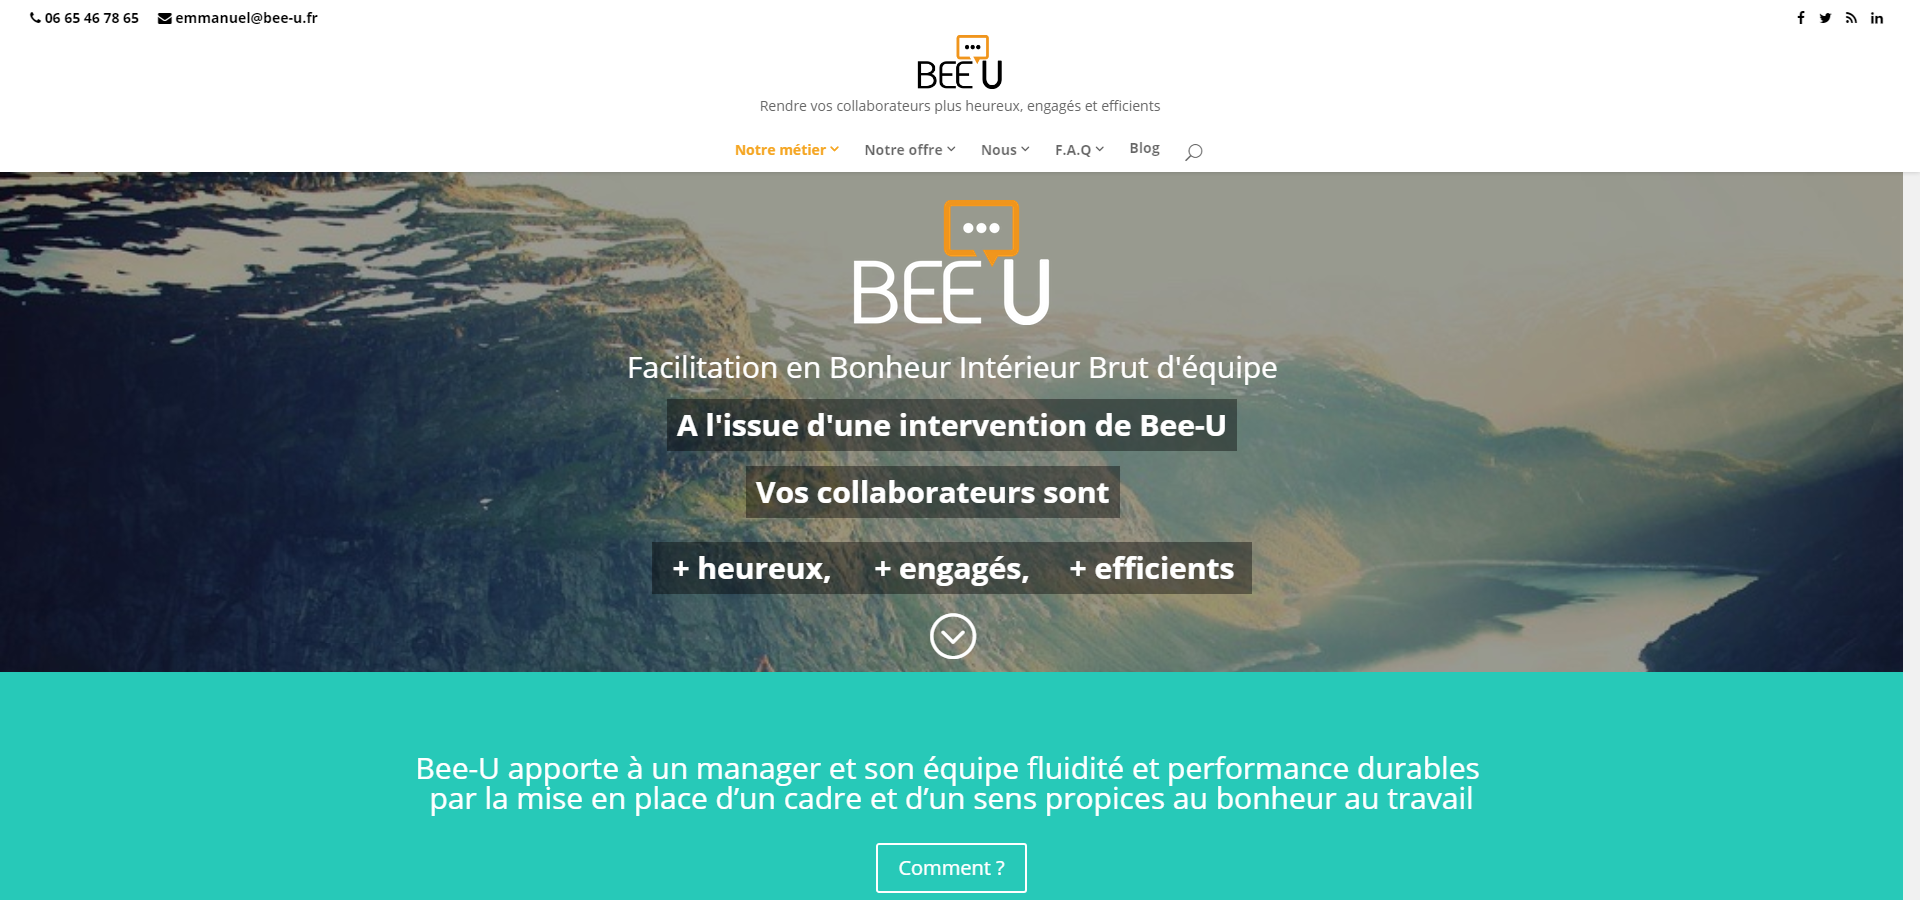 06 65 46 78 65 emmanuel@bee-u.fr
BEE U
Rendre vos collaborateurs plus heureux, engagés et efficients
Notre métier Notre offre Nous F.A.Q Blog
BEE U
Facilitation en Bonheur Intérieur Brut d'équipe
A l'issue d'une intervention de Bee-U
Vos collaborateurs sont
+ heureux, + engagés, + efficients
Bee-U apporte à un manager et son équipe fluidité et performance durables
par la mise en place d’un cadre et d’un sens propices au bonheur au travail
Comment ?